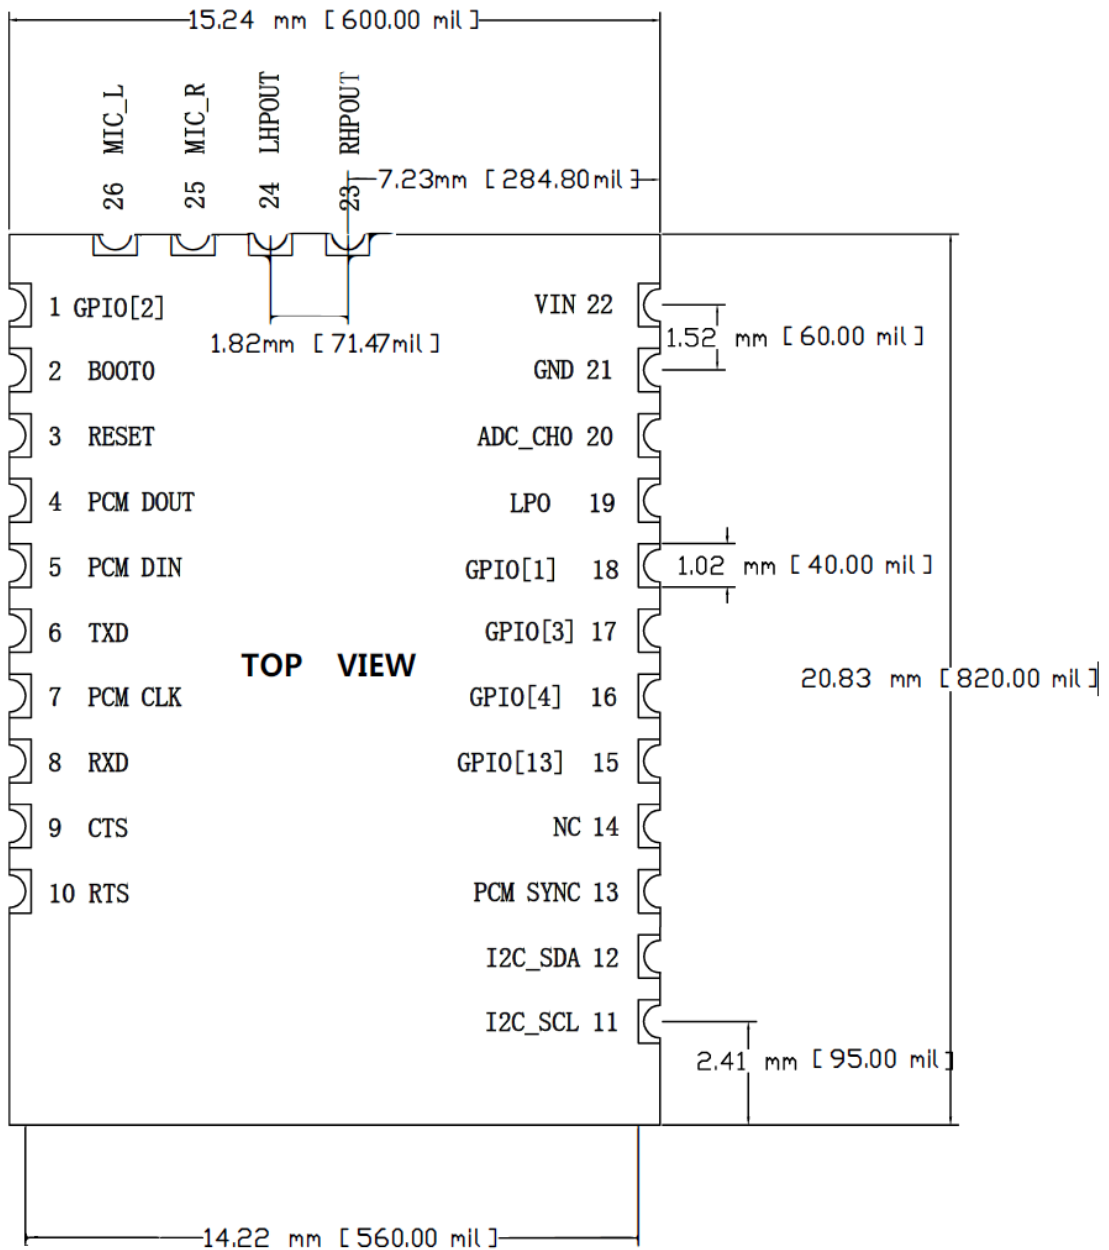 15.24 mm [ 600.00 mil ]
26 MIC_L
25 MIC_R
24 LHPOUT
23 RHPOUT
7.23mm [ 284.80mil ]
1 GPIO[2]
VIN 22
1.82mm [ 71.47mil ]
1.52 mm [ 60.00 mil ]
2 BOOT0
GND 21
3 RESET
ADC_CH0 20
4 PCM DOUT
LPO 19
5 PCM DIN
GPIO[1] 18
1.02 mm [ 40.00 mil ]
6 TXD
GPIO[3] 17
TOP VIEW
20.83 mm [ 820.00 mil ]
7 PCM CLK
GPIO[4] 16
8 RXD
GPIO[13] 15
9 CTS
NC 14
10 RTS
PCM SYNC 13
I2C_SDA 12
I2C_SCL 11
2.41 mm [ 95.00 mil ]
14.22 mm [ 560.00 mil ]